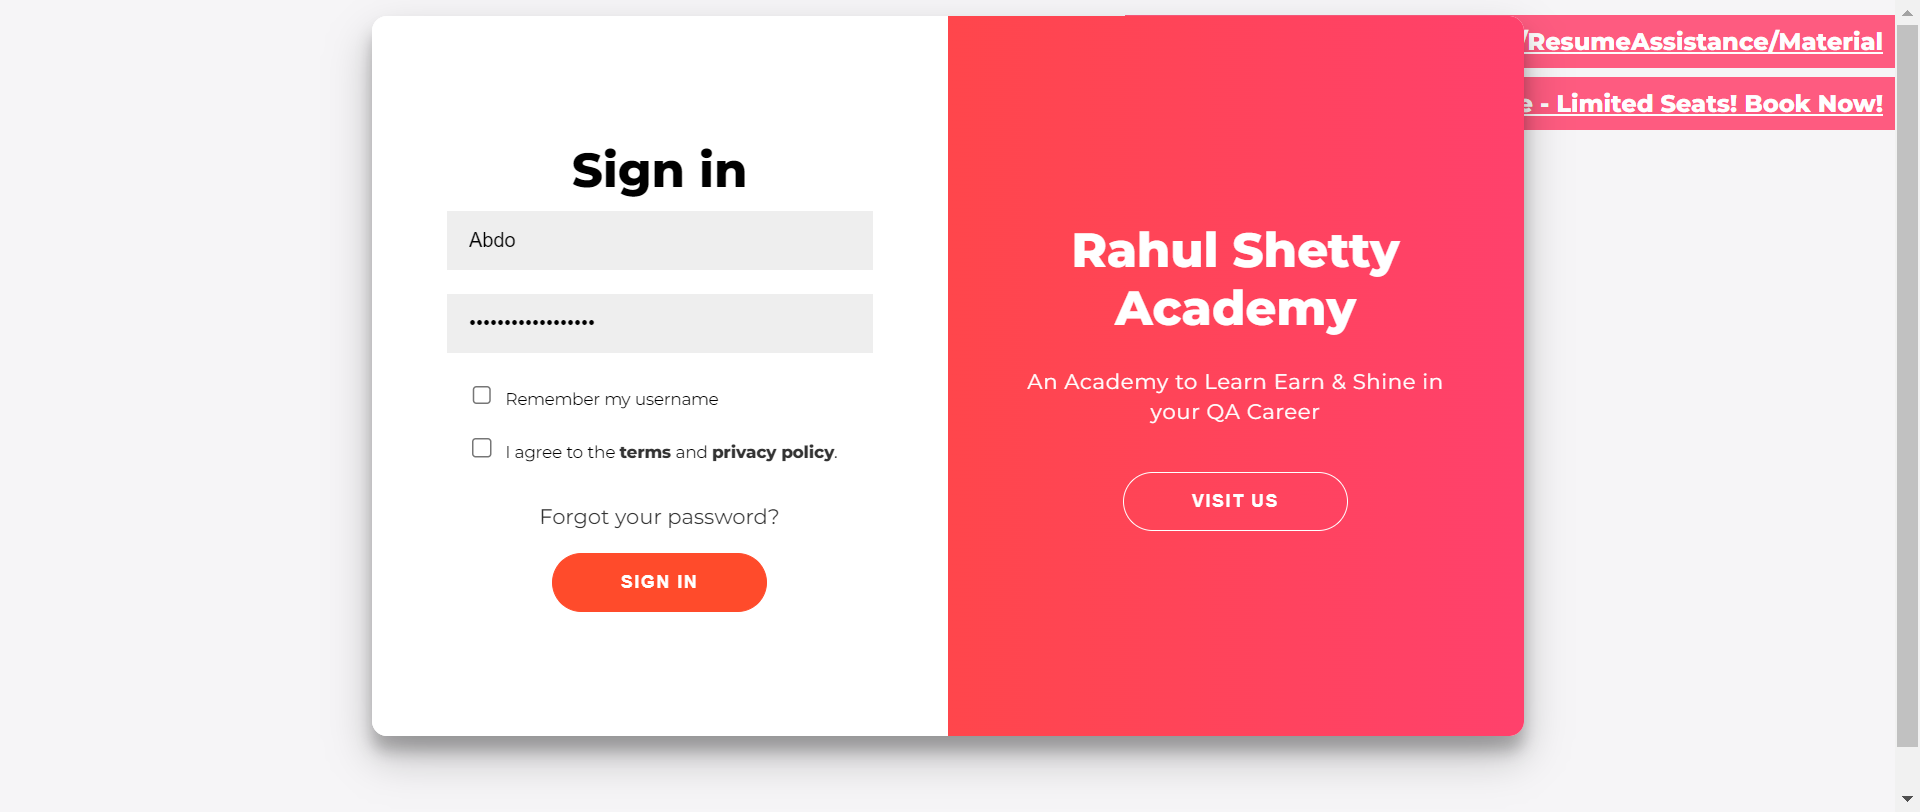 /ResumeAssistance/Material
- Limited Seats! Book Now!
Sign in
Abdo
••••••••••••••••••
Remember my username
I agree to the terms and privacy policy.
Forgot your password?
SIGN IN
Rahul Shetty
Academy
An Academy to Learn Earn & Shine in
your QA Career
VISIT US